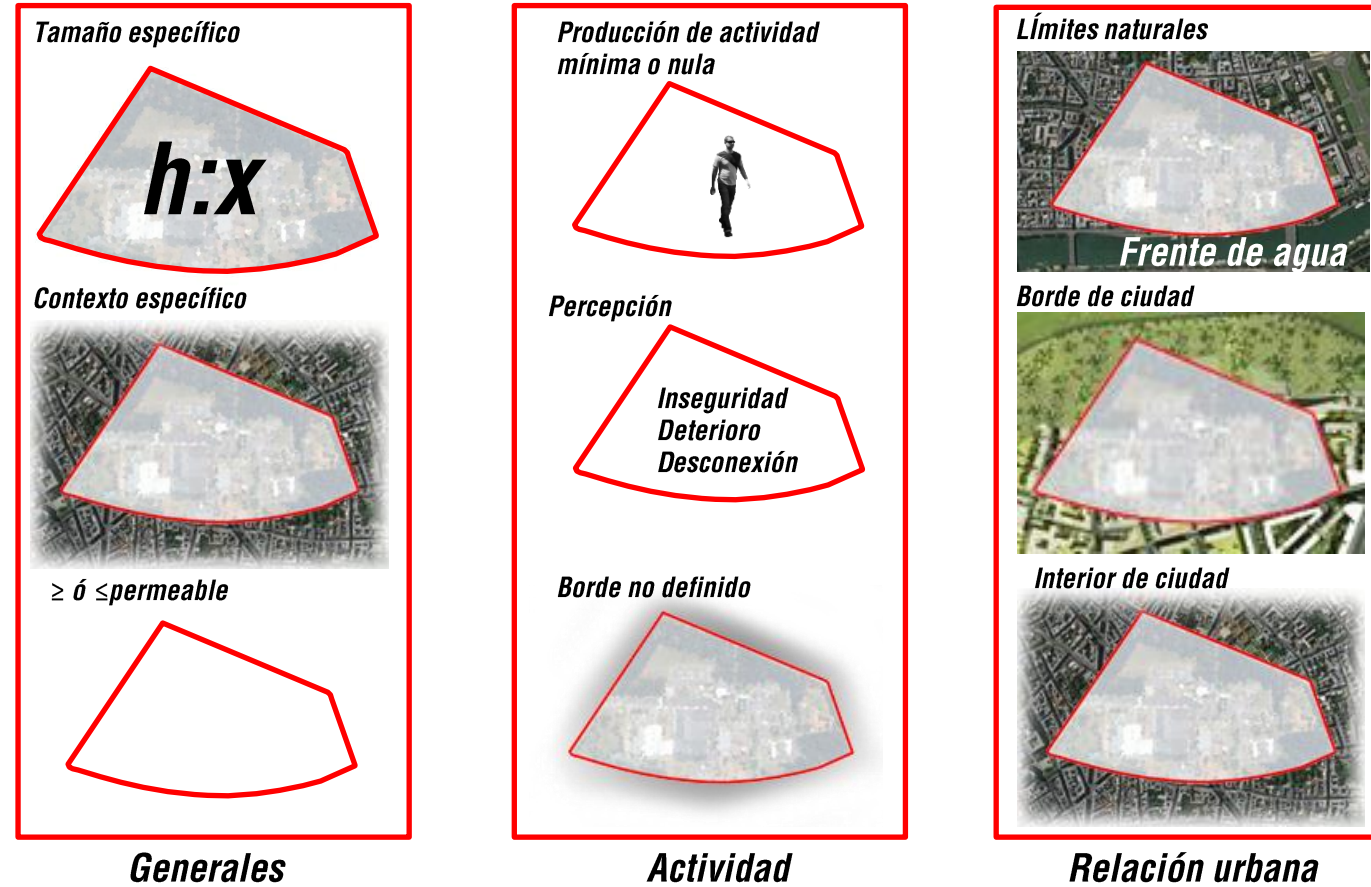 Tamaño específico
h:x
Contexto específico
≥ ó ≤permeable
Generales
Producción de actividad
mínima o nula
Percepción
Inseguridad
Deterioro
Desconexión
Borde no definido
Actividad
LÍmites naturales
Frente de agua
Borde de ciudad
Interior de ciudad
Relación urbana